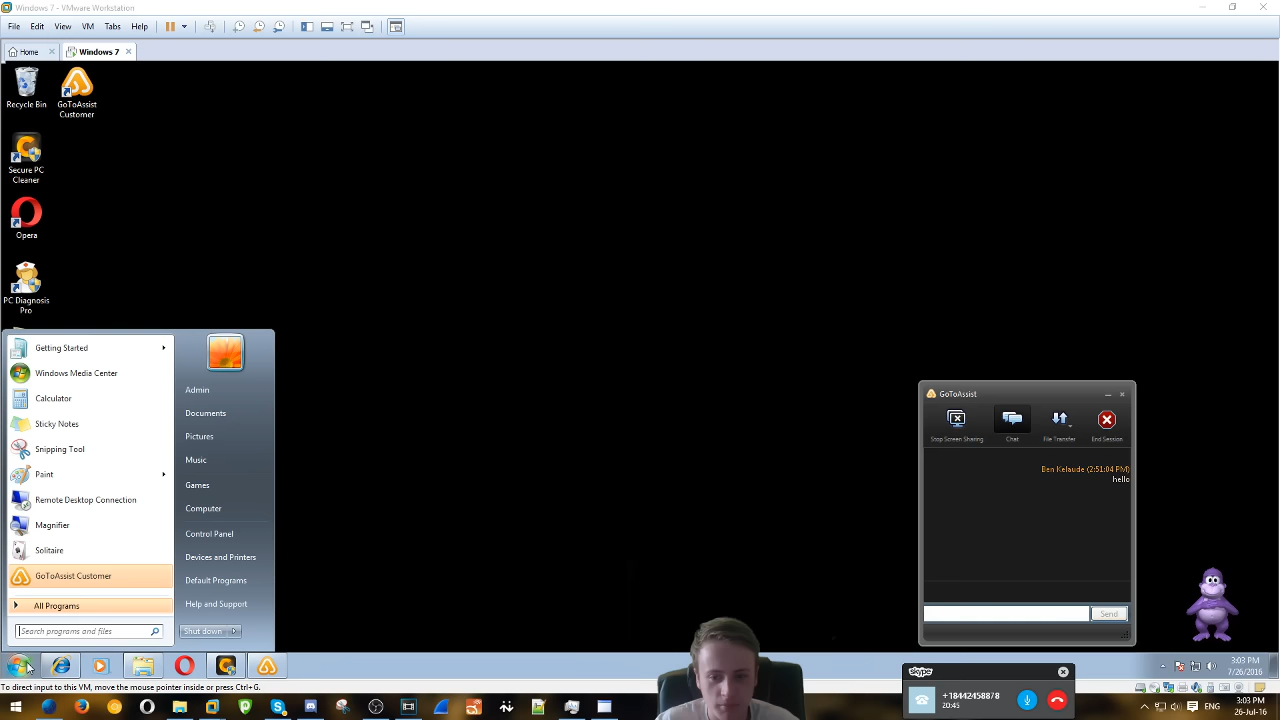 Windows 7 - VMware Workstation
File Edit View VM Tabs Help
Home Windows 7
Recycle Bin
GoToAssist
Customer
Secure PC
Cleaner
Opera
PC Diagnosis
Pro
Getting Started
Windows Media Center
Calculator
Sticky Notes
Snipping Tool
Paint
Remote Desktop Connection
Magnifier
Solitaire
GoToAssist Customer
All Programs
Search programs and files
Admin
Documents
Pictures
Music
Games
Computer
Control Panel
Devices and Printers
Default Programs
Help and Support
Shut down
GoToAssist
Stop Screen Sharing Chat File Transfer End Session
Ben Kelaude (2:51:04 PM)
hello
Send
3:03 PM
7/26/2016
To direct input to this VM, move the mouse pointer inside or press Ctrl+G.
skype
+18442458878
20:45
ENG
3:03 PM
26-Jul-16